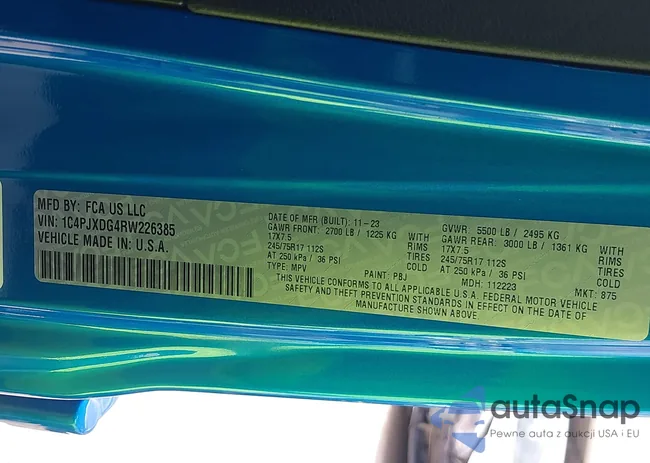 MFD BY: FCA US LLC
VIN: 1C4PJXDG4RW226385
VEHICLE MADE IN: U.S.A.
DATE OF MFR (BUILT): 11-23
GAWR FRONT: 2700 LB / 1225 KG WITH
17X7.5 RIMS
245/75R17 112S TIRES
AT 250 kPa / 36 PSI COLD
TYPE: MPV PAINT: PBJ
GVWR: 5500 LB / 2495 KG
GAWR REAR: 3000 LB / 1361 KG WITH
17X7.5 RIMS
245/75R17 112S TIRES
AT 250 kPa / 36 PSI COLD
MDH: 112223 MKT: 875
THIS VEHICLE CONFORMS TO ALL APPLICABLE U.S.A. FEDERAL MOTOR VEHICLE
SAFETY AND THEFT PREVENTION STANDARDS IN EFFECT ON THE DATE OF
MANUFACTURE SHOWN ABOVE.
autoSnap
Pewne auta z aukcji USA i EU